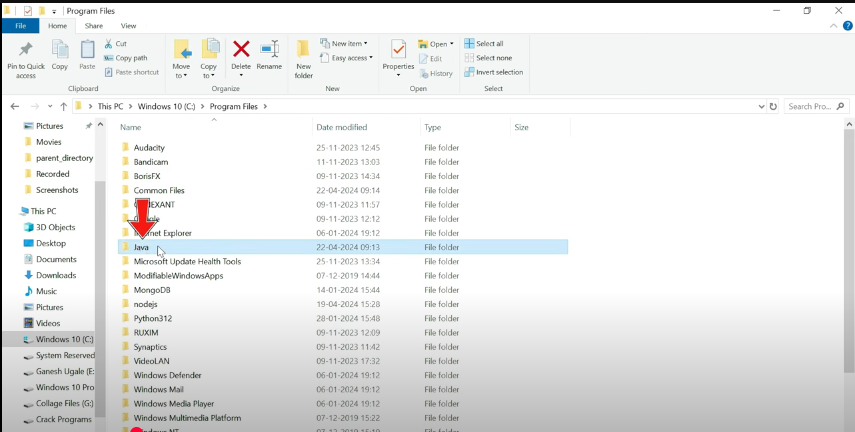 Program Files
File Home Share View
Pin to Quick access
Copy
Paste
Cut
Copy path
Paste shortcut
Clipboard
Move to
Copy to
Delete
Rename
Organize
New folder
New item
Easy access
New
Properties
Open
Edit
History
Open
Select all
Select none
Invert selection
Select
This PC > Windows 10 (C:) > Program Files >
Search Pro...
Pictures
Movies
parent_directory
Recorded
Screenshots
This PC
3D Objects
Desktop
Documents
Downloads
Music
Pictures
Videos
Windows 10 (C:)
System Reserved
Ganesh Ugale (E:
Windows 10 Pro
Collage Files (G:)
Crack Programs
Name Date modified Type Size
Audacity 25-11-2023 12:45 File folder
Bandicam 11-11-2023 13:03 File folder
BorisFX 09-11-2023 14:34 File folder
Common Files 22-04-2024 09:14 File folder
09-11-2023 11:57 File folder
09-11-2023 12:12 File folder
Explorer 06-01-2024 19:12 File folder
Java 22-04-2024 09:13 File folder
Microsoft Update Health Tools 25-11-2023 13:34 File folder
ModifiableWindowsApps 07-12-2019 14:44 File folder
MongoDB 14-01-2024 15:44 File folder
nodejs 19-04-2024 15:28 File folder
Python312 28-01-2024 15:48 File folder
RUXIM 09-11-2023 12:09 File folder
Synaptics 09-11-2023 11:42 File folder
VideoLAN 09-11-2023 17:32 File folder
Windows Defender 06-01-2024 19:12 File folder
Windows Mail 06-01-2024 19:12 File folder
Windows Media Player 06-01-2024 19:12 File folder
Windows Multimedia Platform 07-12-2019 15:22 File folder